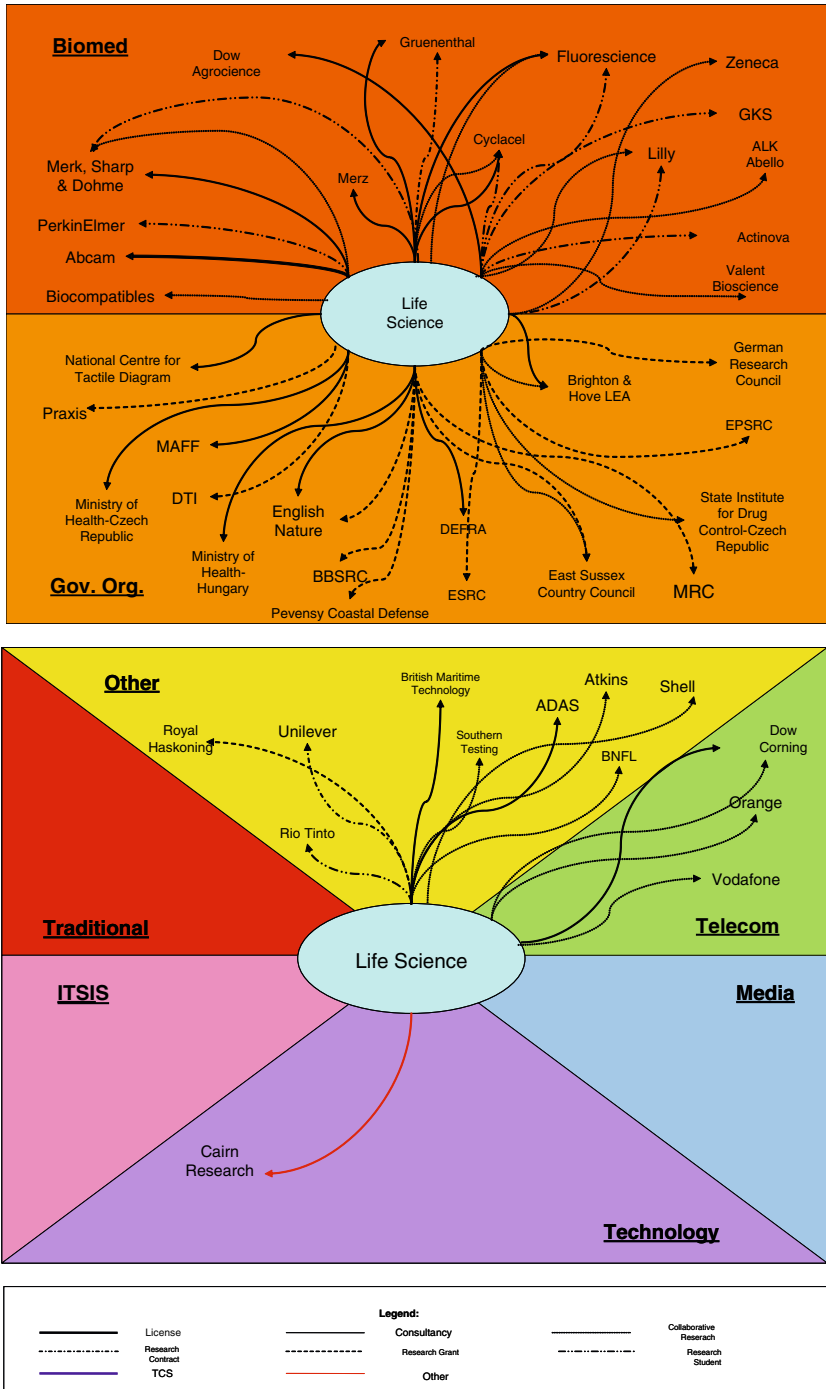 Biomed
Dow
Agrocience
Gruenthal
Fluorescience
Zeneca
GKS
Cyclacel
Lilly
ALK
Abello
Merk, Sharp
& Dohme
Merz
PerkinElmer
Actinova
Abcam
Valent
Bioscience
Biocompatibles
Life
Science
National Centre for
Tactile Diagram
Brighton &
Hove LEA
German
Research
Council
Praxis
EPSRC
MAFF
Ministry of
Health-Czech
Republic
DTI
English
Nature
DEFRA
State Institute
for Drug
Control-Czech
Republic
Ministry of
Health-
Hungary
BBSRC
Pevensy Coastal Defense
ESRC
East Sussex
Country Council
MRC
Gov. Org.
Other
British Maritime
Technology
Atkins
Shell
ADAS
Royal
Haskoning
Unilever
Southern
Testing
BNFL
Dow
Corning
Orange
Rio Tinto
Vodafone
Traditional
Telecom
Life Science
ITSIS
Media
Cairn
Research
Technology
Legend:
License
Consultancy
Collaborative
Reserach
Research
Contract
Research Grant
Research
Student
TCS
Other